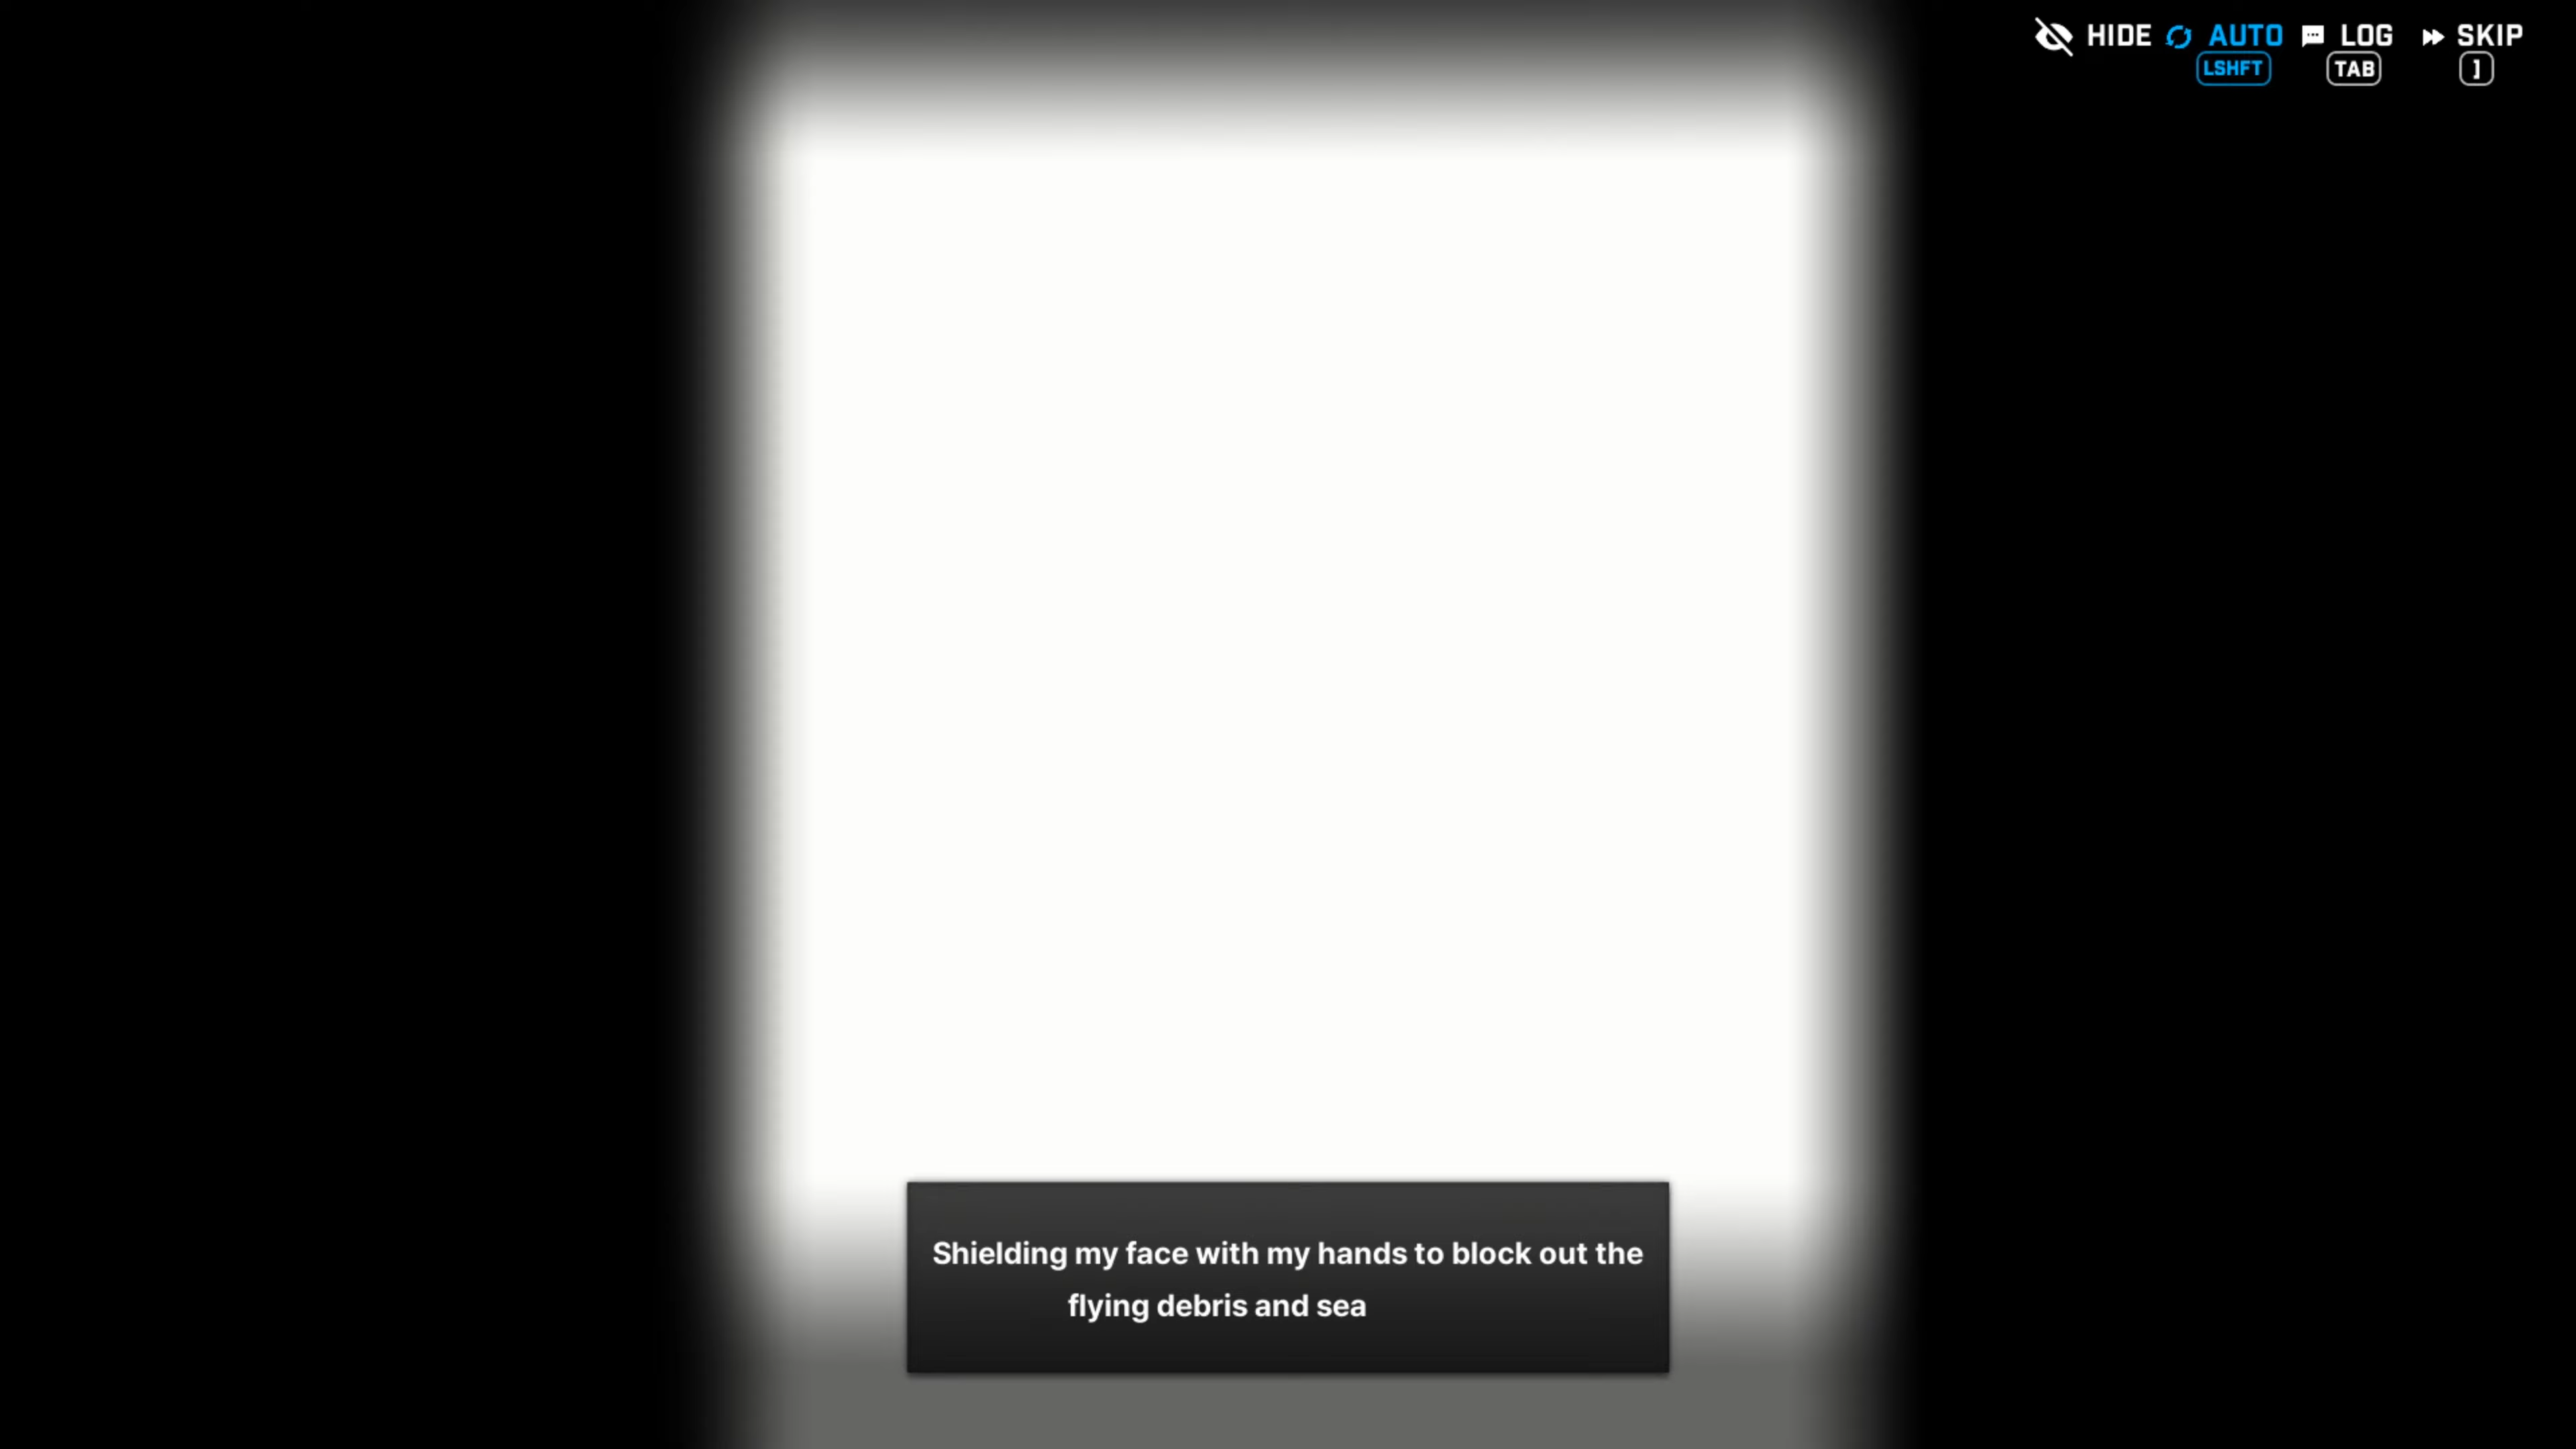 HIDE AUTO LOG SKIP
LSHFT TAB ]
Shielding my face with my hands to block out the
flying debris and sea